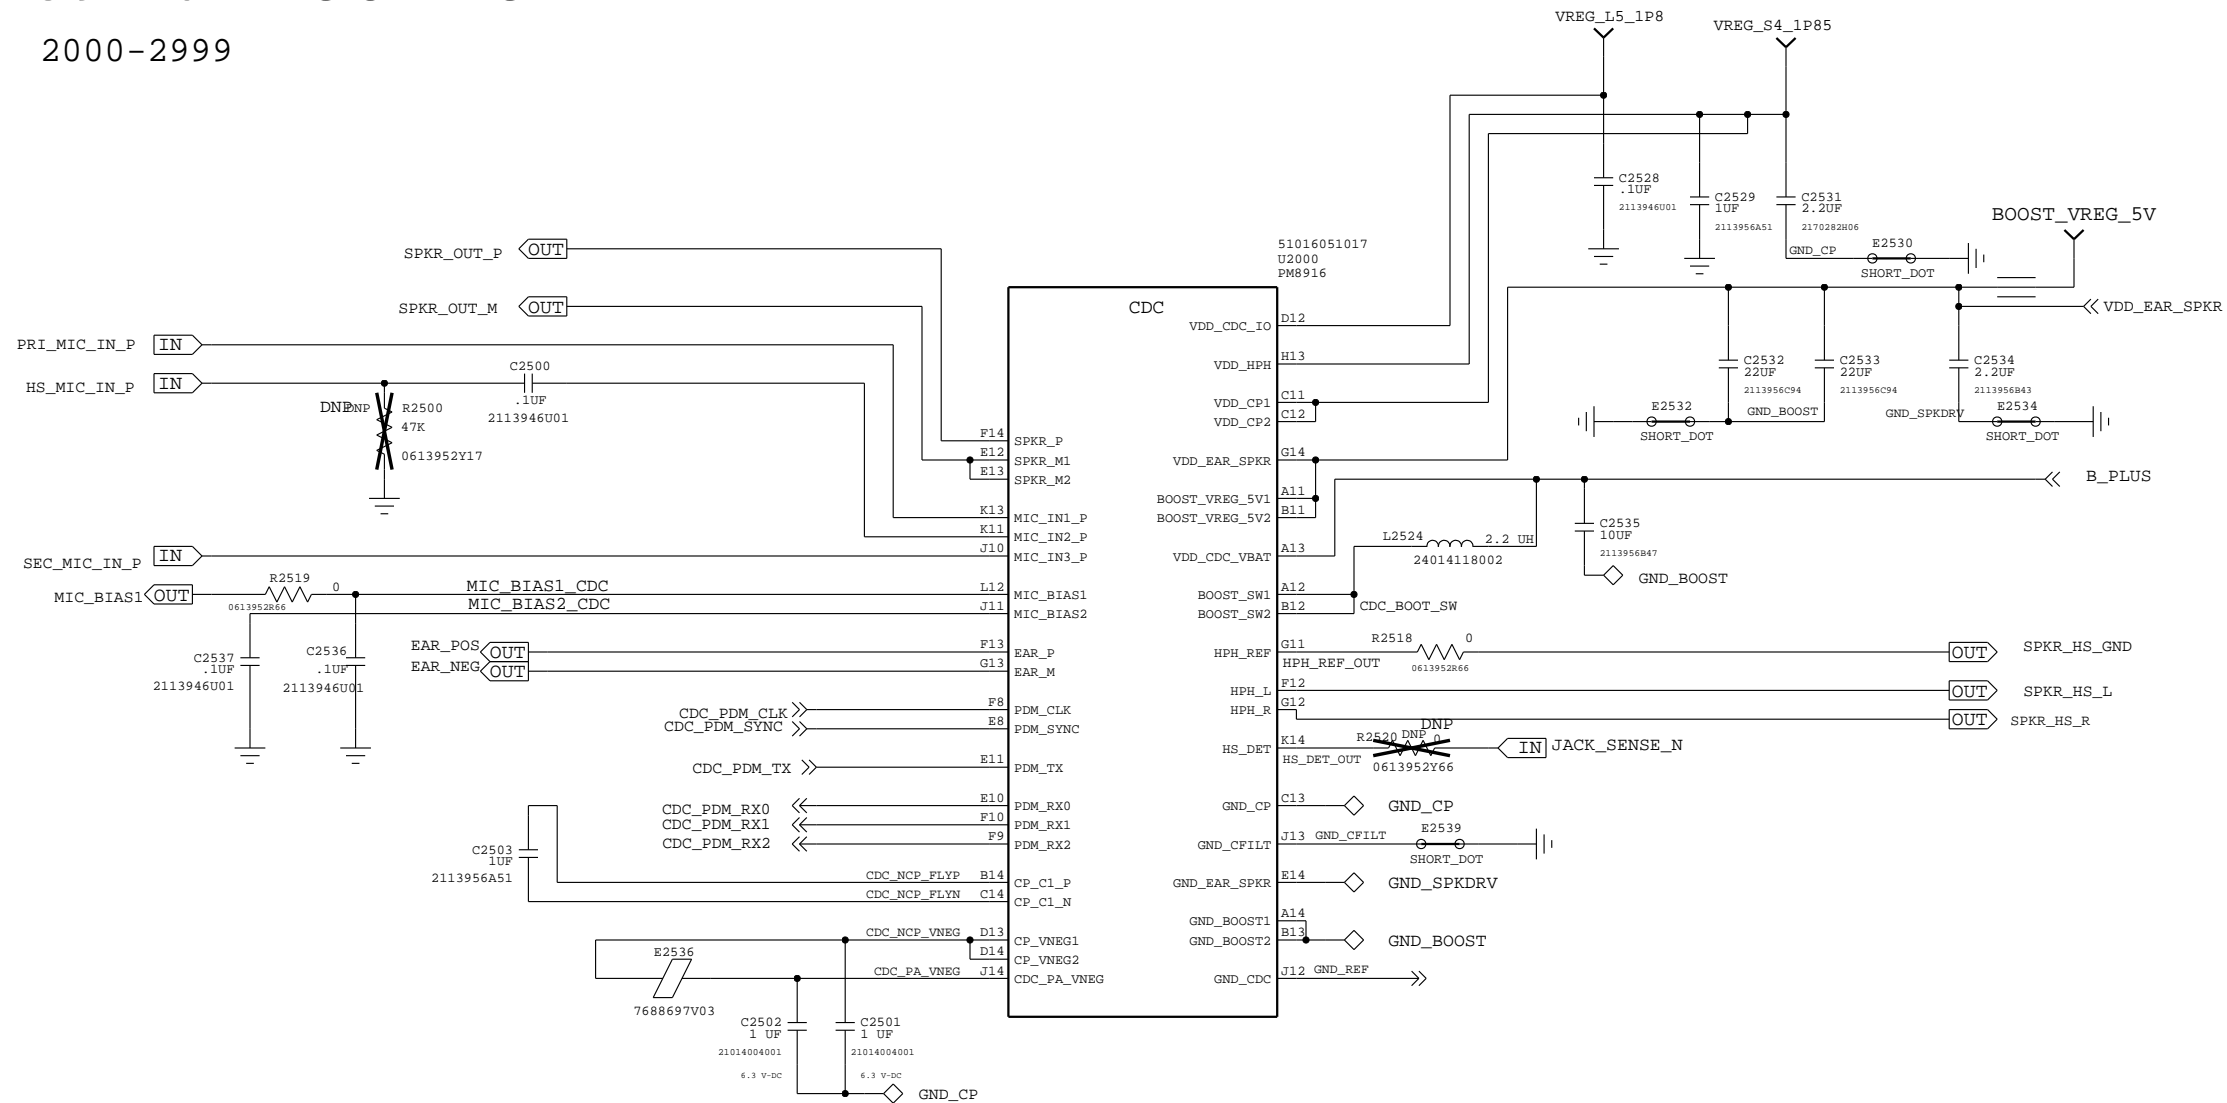 2000-2999
VREG_L5_1P8
VREG_S4_1P85
C2528
.1UF
2113946U01
C2529
1UF
2113956A51
C2531
2.2UF
2170282H06
BOOST_VREG_5V
GND_CP
E2530
SHORT_DOT
VDD_EAR_SPKR
51016051017
U2000
PM8916
CDC
SPKR_OUT_P
OUT
SPKR_OUT_M
OUT
PRI_MIC_IN_P
IN
HS_MIC_IN_P
IN
C2500
.1UF
2113946U01
DNP
DNP
R2500
47K
0613952Y17
SEC_MIC_IN_P
IN
MIC_BIAS1
OUT
R2519
0
0613952R66
MIC_BIAS1_CDC
MIC_BIAS2_CDC
C2537
.1UF
2113946U01
C2536
.1UF
2113946U01
EAR_POS
OUT
EAR_NEG
OUT
CDC_PDM_CLK
CDC_PDM_SYNC
CDC_PDM_TX
CDC_PDM_RX0
CDC_PDM_RX1
CDC_PDM_RX2
C2503
1UF
2113956A51
CDC_NCP_FLYP
CDC_NCP_FLYN
CDC_NCP_VNEG
E2536
7688697V03
CDC_PA_VNEG
C2502
1 UF
21014004001
6.3 V-DC
C2501
1 UF
21014004001
6.3 V-DC
GND_CP
F14 SPKR_P
E12 SPKR_M1
E13 SPKR_M2
K13 MIC_IN1_P
K11 MIC_IN2_P
J10 MIC_IN3_P
L12 MIC_BIAS1
J11 MIC_BIAS2
F13 EAR_P
G13 EAR_M
F8 PDM_CLK
E8 PDM_SYNC
E11 PDM_TX
E10 PDM_RX0
F10 PDM_RX1
F9 PDM_RX2
B14 CP_C1_P
C14 CP_C1_N
D13 CP_VNEG1
D14 CP_VNEG2
J14 CDC_PA_VNEG
VDD_CDC_IO D12
VDD_HPH H13
VDD_CP1 C11
VDD_CP2 C12
VDD_EAR_SPKR G14
BOOST_VREG_5V1 A11
BOOST_VREG_5V2 B11
VDD_CDC_VBAT A13
BOOST_SW1 A12
BOOST_SW2 B12
HPH_REF G11
HPH_L F12
HPH_R G12
HS_DET K14
GND_CP C13
GND_CFILT J13
GND_EAR_SPKR E14
GND_BOOST1 A14
GND_BOOST2 B13
GND_CDC J12
C2532
22UF
2113956C94
C2533
22UF
2113956C94
C2534
2.2UF
2113956B43
E2532
SHORT_DOT
GND_BOOST
GND_SPKDRV
E2534
SHORT_DOT
B_PLUS
C2535
10UF
2113956B47
GND_BOOST
L2524
2.2 UH
24014118002
CDC_BOOT_SW
R2518
0
HPH_REF_OUT
0613952R66
OUT
SPKR_HS_GND
OUT
SPKR_HS_L
OUT
SPKR_HS_R
DNP
R2520
DNP
0
HS_DET_OUT
0613952Y66
IN
JACK_SENSE_N
GND_CP
GND_CFILT
E2539
SHORT_DOT
GND_SPKDRV
GND_BOOST
GND_REF